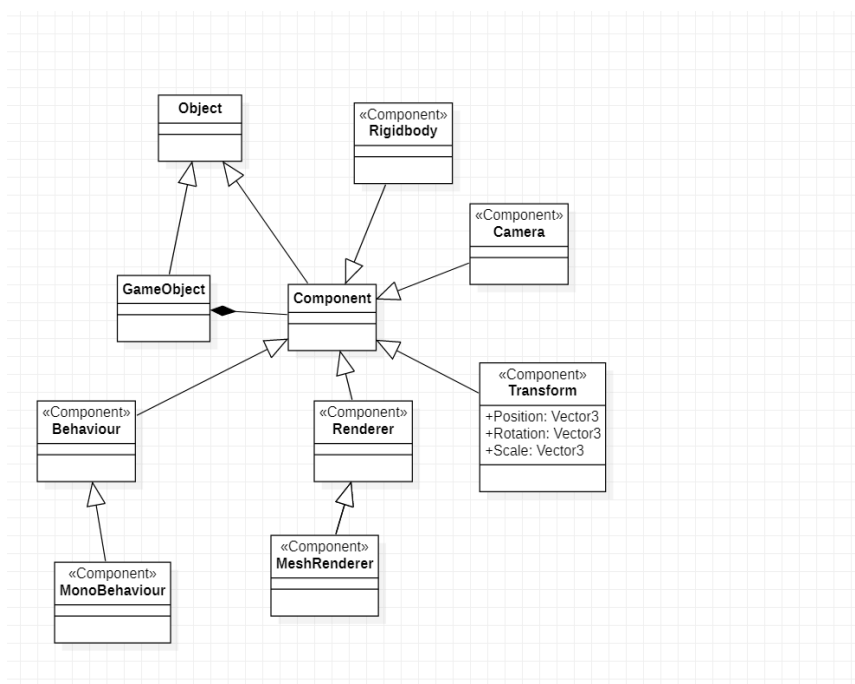 Object
«Component»
Rigidbody
«Component»
Camera
GameObject
Component
«Component»
Transform
+Position: Vector3
+Rotation: Vector3
+Scale: Vector3
«Component»
Behaviour
«Component»
Renderer
«Component»
MeshRenderer
«Component»
MonoBehaviour